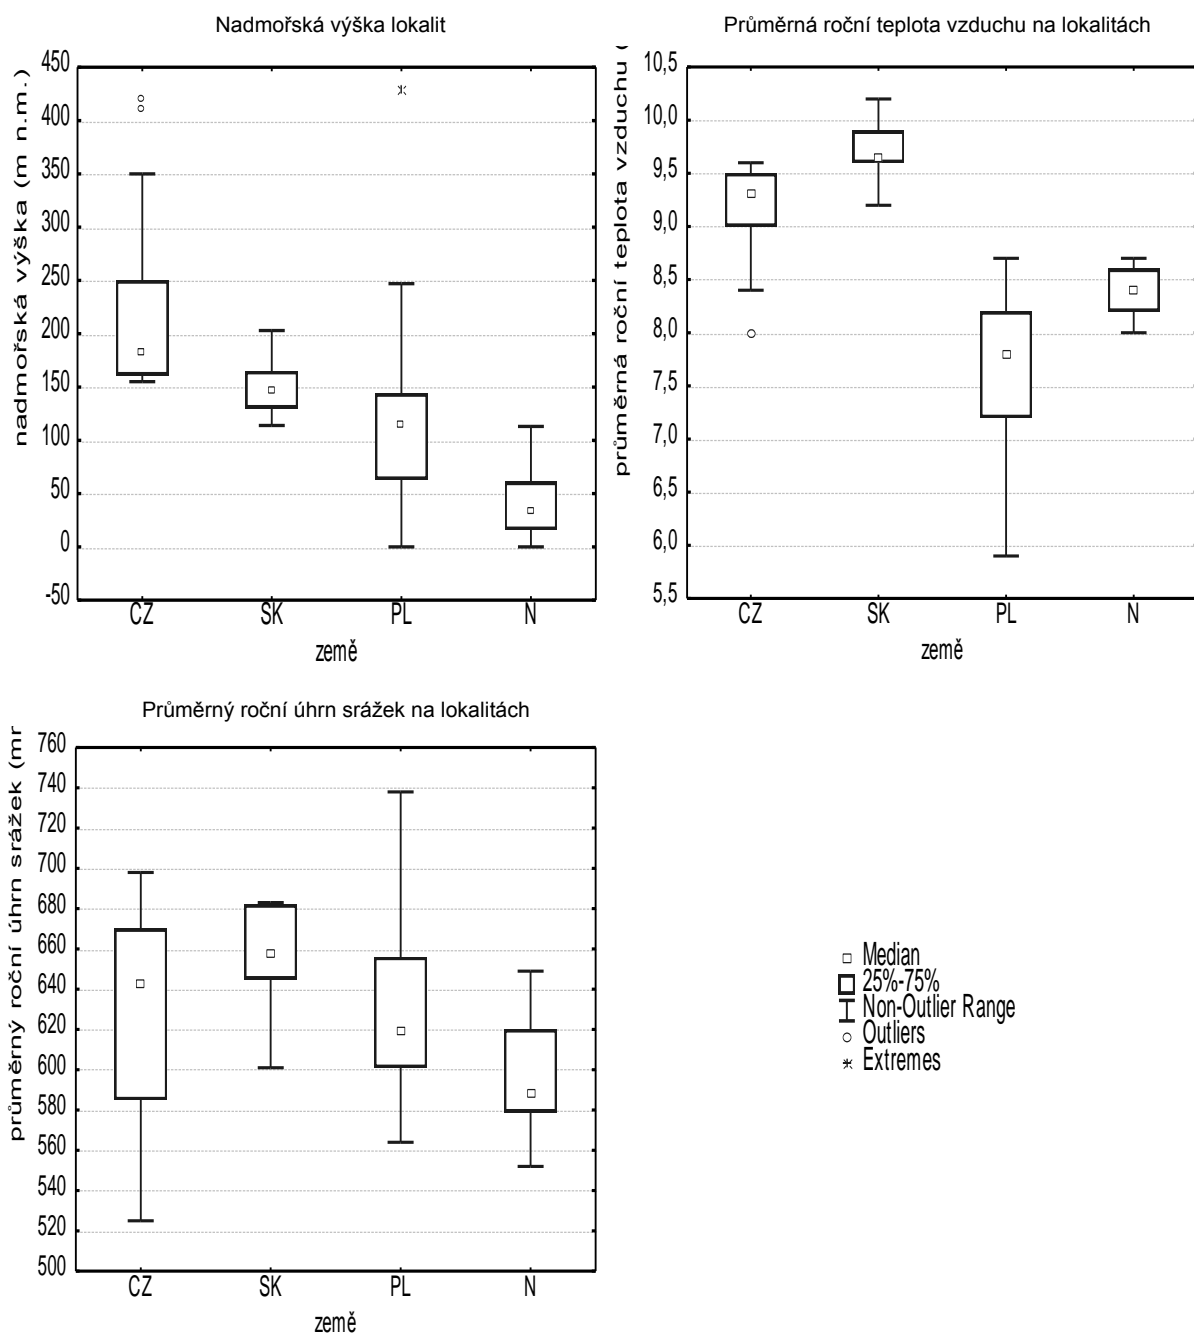 Nadmořská výška lokalit
nadmořská výška (m n.m.)
450
400
350
300
250
200
150
100
50
0
-50
CZ SK PL N
země
Průměrná roční teplota vzduchu na lokalitách
průměrná roční teplota vzduchu (
10,5
10,0
9,5
9,0
8,5
8,0
7,5
7,0
6,5
6,0
5,5
CZ SK PL N
země
Průměrný roční úhrn srážek na lokalitách
průměrný roční úhrn srážek (mr
760
740
720
700
680
660
640
620
600
580
560
540
520
500
CZ SK PL N
země
Median
25%-75%
Non-Outlier Range
Outliers
Extremes